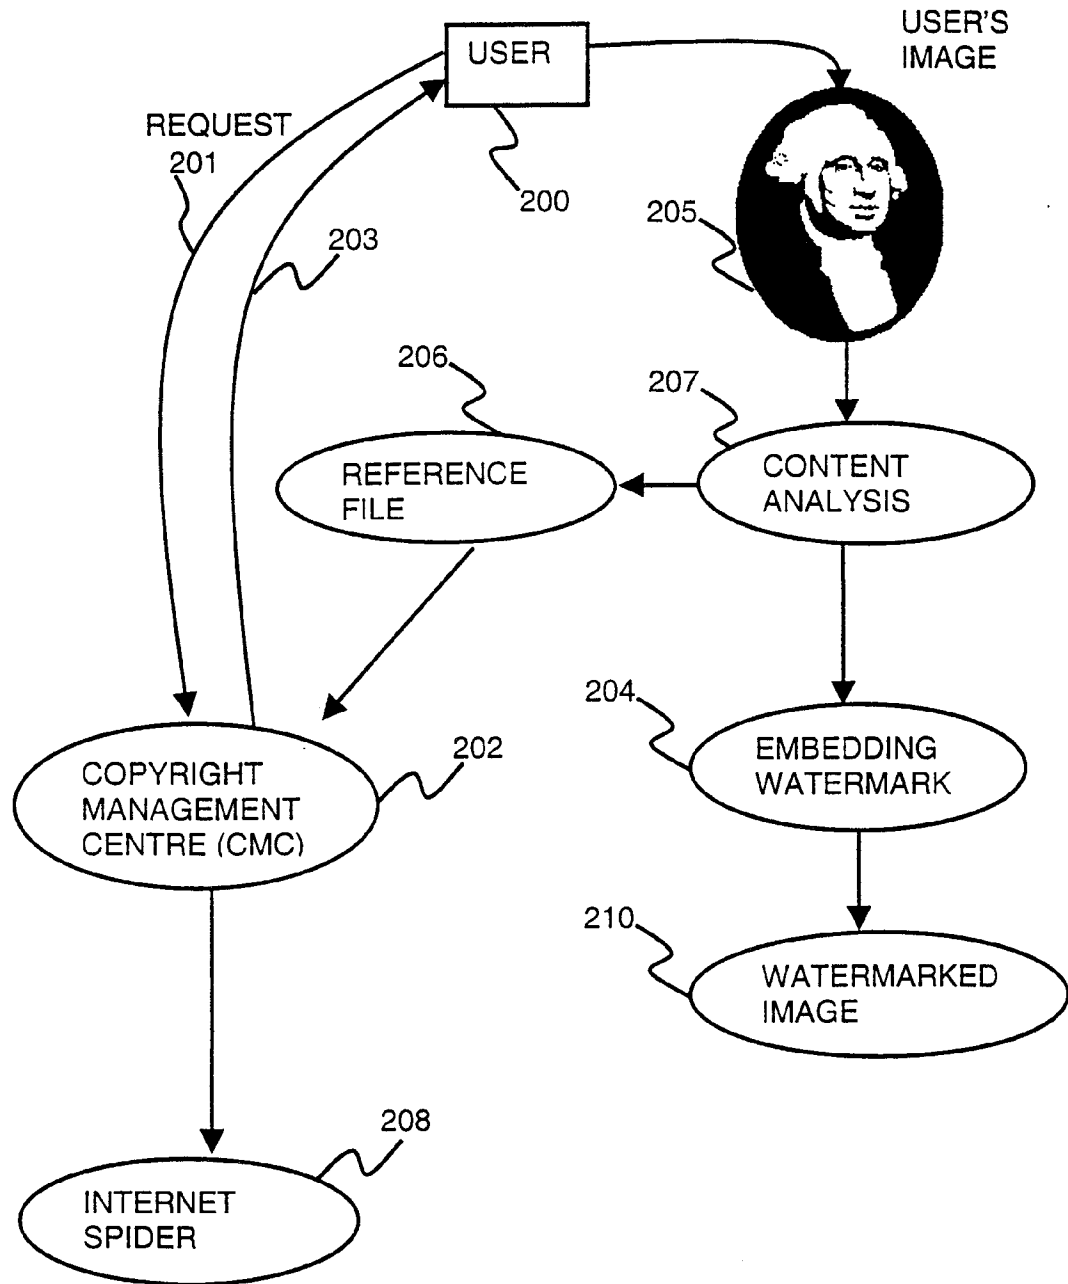 USER'S
IMAGE
USER
REQUEST
201
200
205
203
206
207
REFERENCE
FILE
CONTENT
ANALYSIS
204
202
EMBEDDING
WATERMARK
COPYRIGHT
MANAGEMENT
CENTRE (CMC)
210
WATERMARKED
IMAGE
208
INTERNET
SPIDER